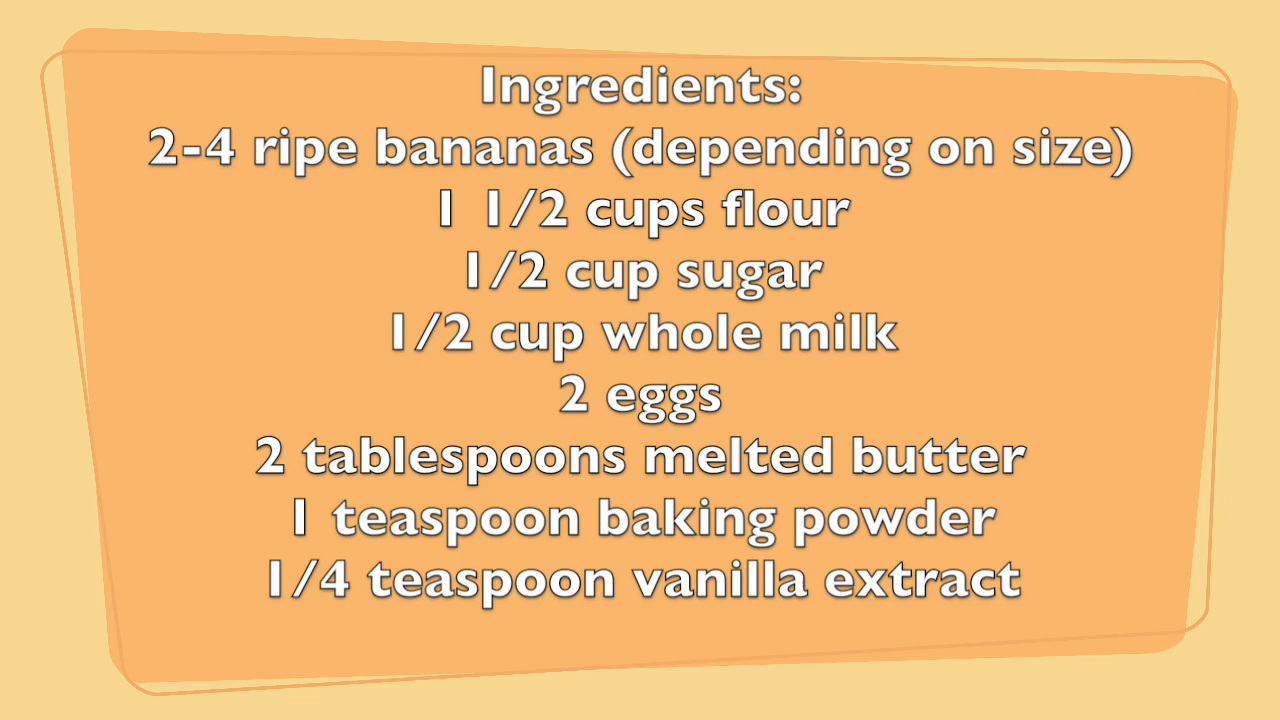 Ingredients:
2-4 ripe bananas (depending on size)
1 1/2 cups flour
1/2 cup sugar
1/2 cup whole milk
2 eggs
2 tablespoons melted butter
1 teaspoon baking powder
1/4 teaspoon vanilla extract